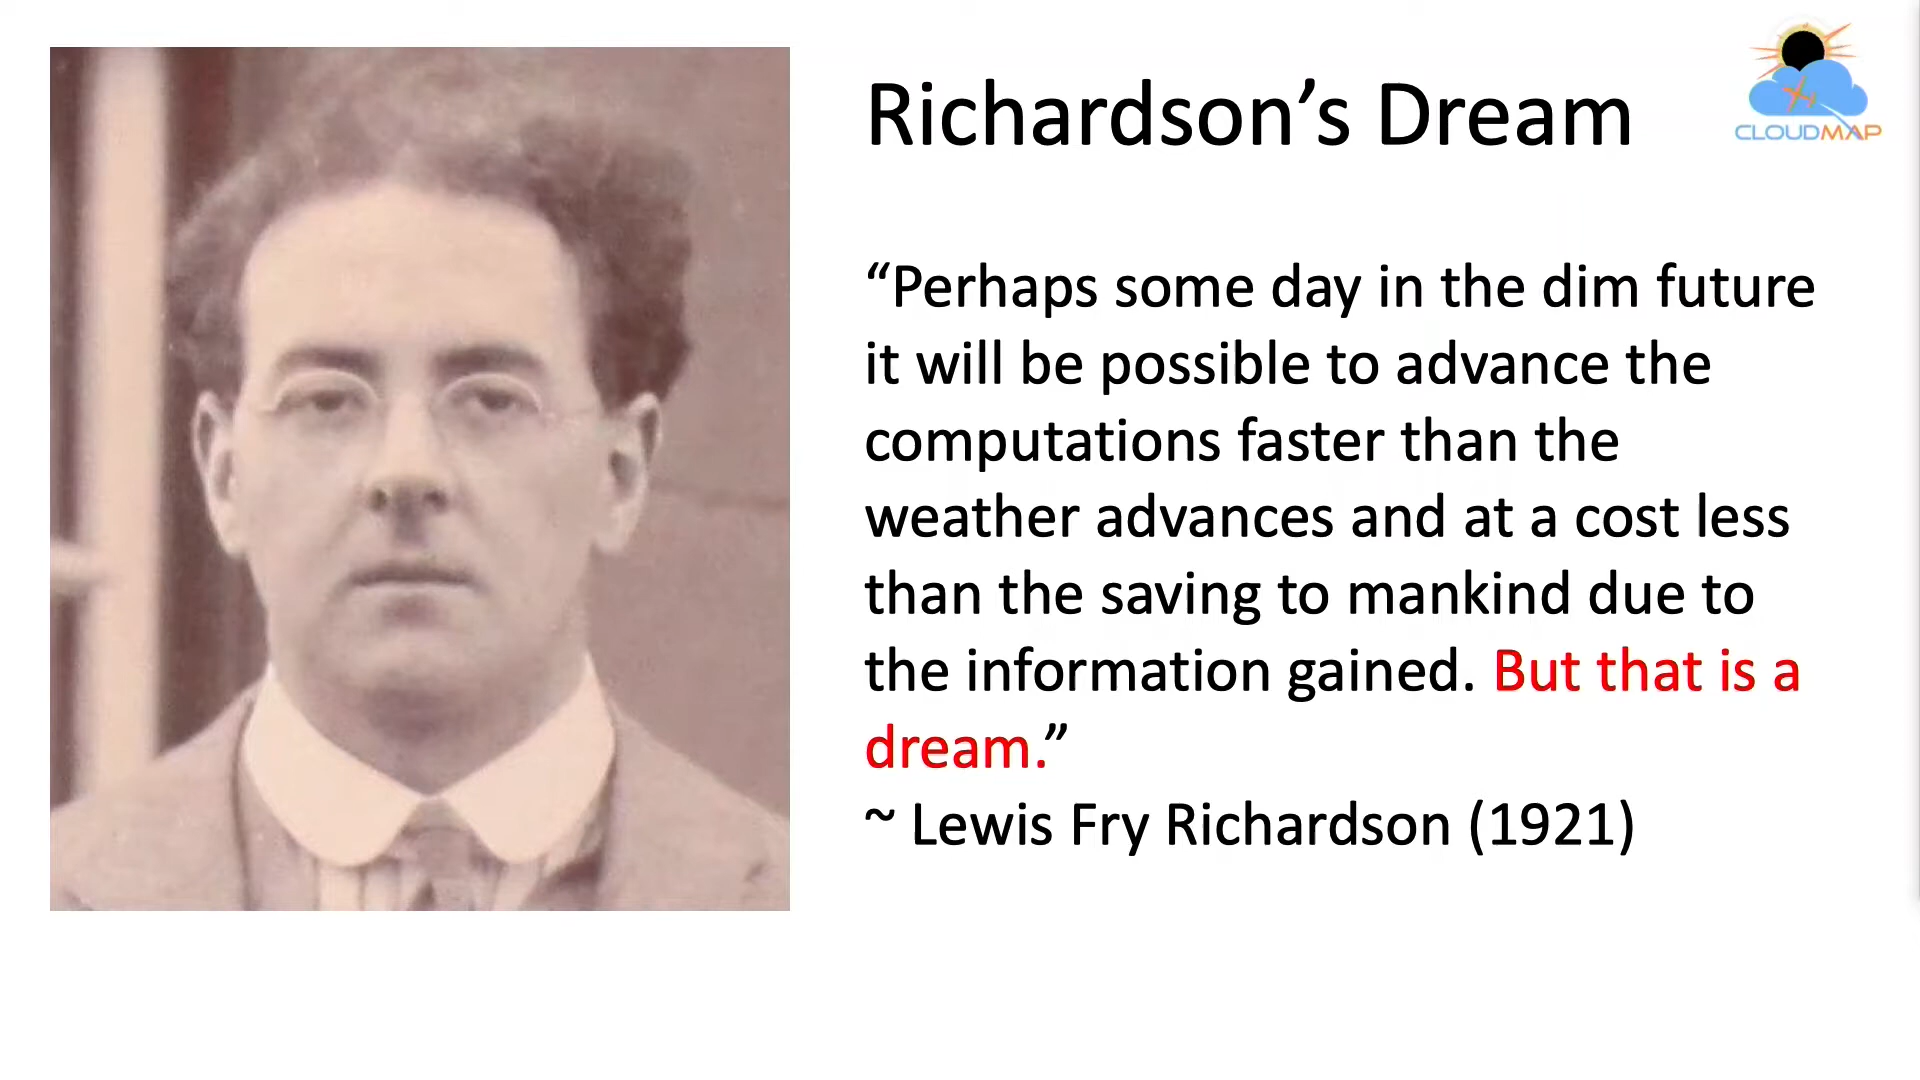 Richardson’s Dream
CLOUDMAP
“Perhaps some day in the dim future
it will be possible to advance the
computations faster than the
weather advances and at a cost less
than the saving to mankind due to
the information gained. But that is a
dream.”
~ Lewis Fry Richardson (1921)